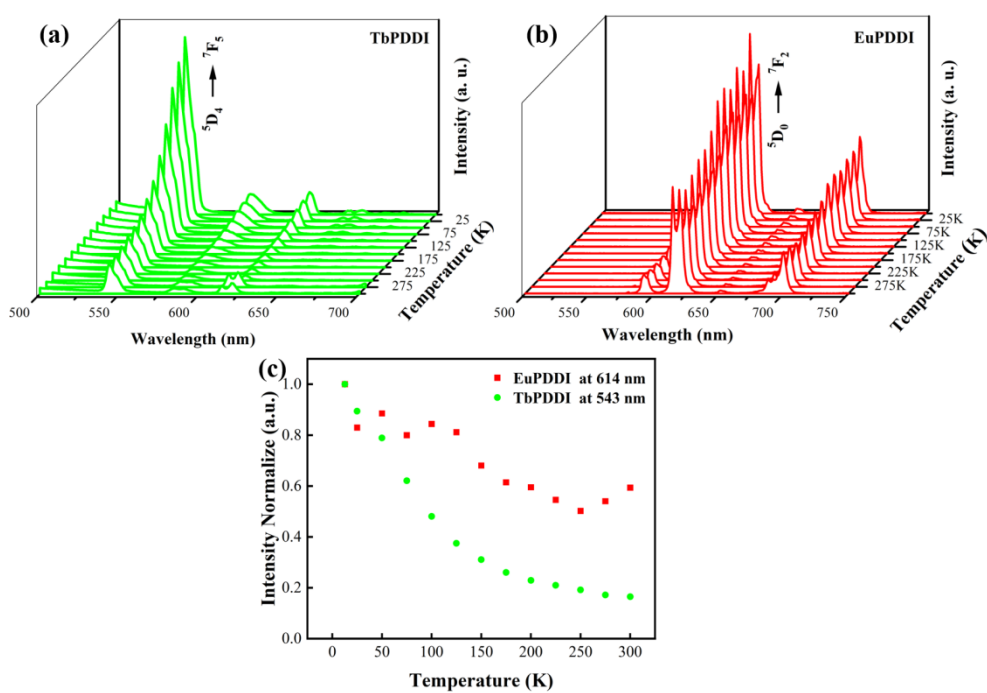 (a)
TbPDDI
⁵D₄ → ⁷F₅
Intensity (a. u.)
25
75
125
175
225
275
Temperature (K)
500
550
600
650
700
Wavelength (nm)
(b)
EuPDDI
⁵D₀ → ⁷F₂
Intensity (a. u.)
25K
75K
125K
175K
225K
275K
Temperature (K)
500
550
600
650
700
750
Wavelength (nm)
(c)
EuPDDI at 614 nm
TbPDDI at 543 nm
Intensity Normalize (a.u.)
1.0
0.8
0.6
0.4
0.2
0.0
0 50 100 150 200 250 300
Temperature (K)